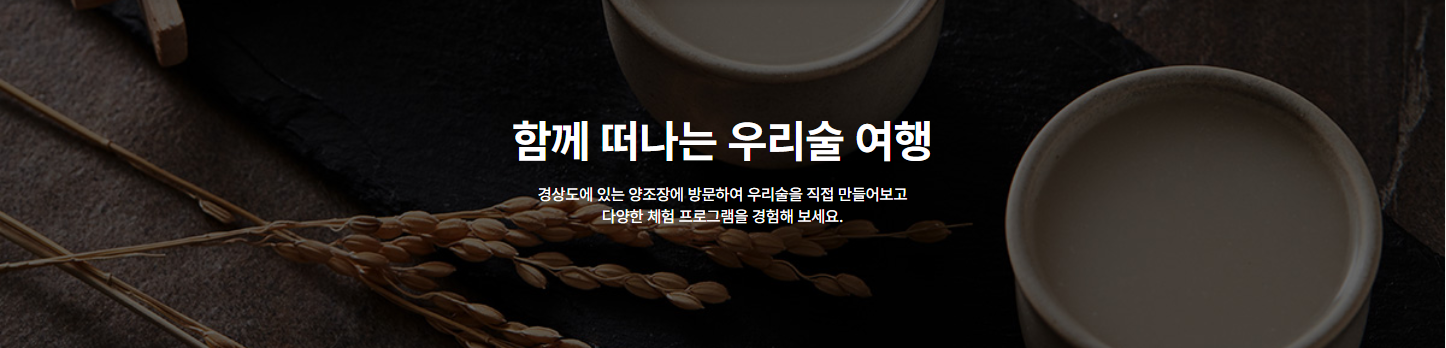 함께 떠나는 우리술 여행
경상도에 있는 양조장에 방문하여 우리술을 직접 만들어보고
다양한 체험 프로그램을 경험해 보세요.